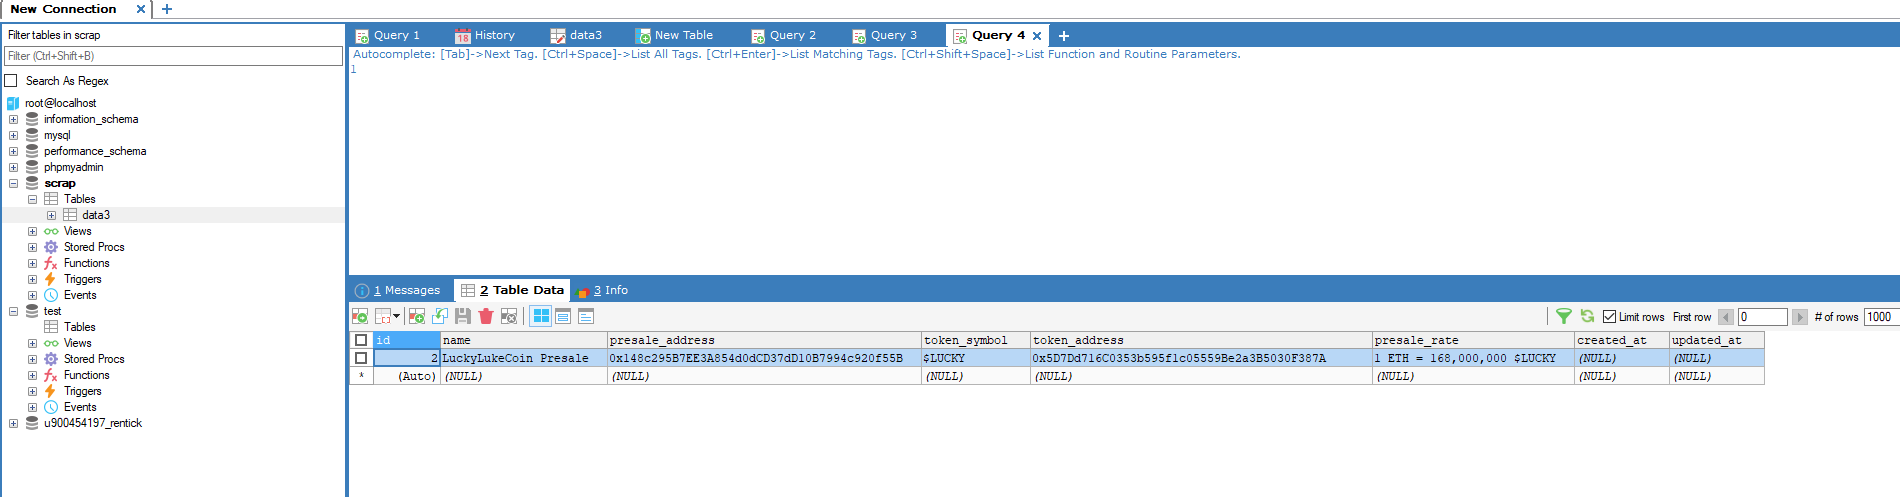 New Connection
Filter tables in scrap
Filter (Ctrl+Shift+B)
Search As Regex
root@localhost
information_schema
mysql
performance_schema
phpmyadmin
scrap
Tables
data3
Views
Stored Procs
Functions
Triggers
Events
test
Tables
Views
Stored Procs
Functions
Triggers
Events
u900454197_rentick
Query 1 History data3 New Table Query 2 Query 3 Query 4
Autocomplete: [Tab]->Next Tag. [Ctrl+Space]->List All Tags. [Ctrl+Enter]->List Matching Tags. [Ctrl+Shift+Space]->List Function and Routine Parameters.
1
1 Messages 2 Table Data 3 Info
Limit rows First row 0 # of rows 1000
id name presale_address token_symbol token_address presale_rate created_at updated_at
2 LuckyLukeCoin Presale 0x148c295B7EE3A854d0dCD37dD10B7994c920f55B $LUCKY 0x5D7Dd716C0353b595f1c05559Be2a3B5030F387A 1 ETH = 168,000,000 $LUCKY (NULL) (NULL)
* (Auto) (NULL) (NULL) (NULL) (NULL) (NULL) (NULL) (NULL)